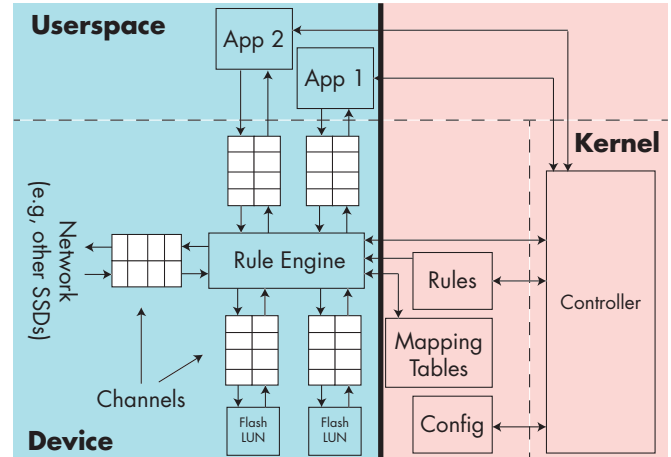 Userspace
App 2
App 1
Kernel
Network
(e.g, other SSDs)
Rule Engine
Rules
Controller
Mapping
Tables
Channels
Flash
LUN
Flash
LUN
Config
Device